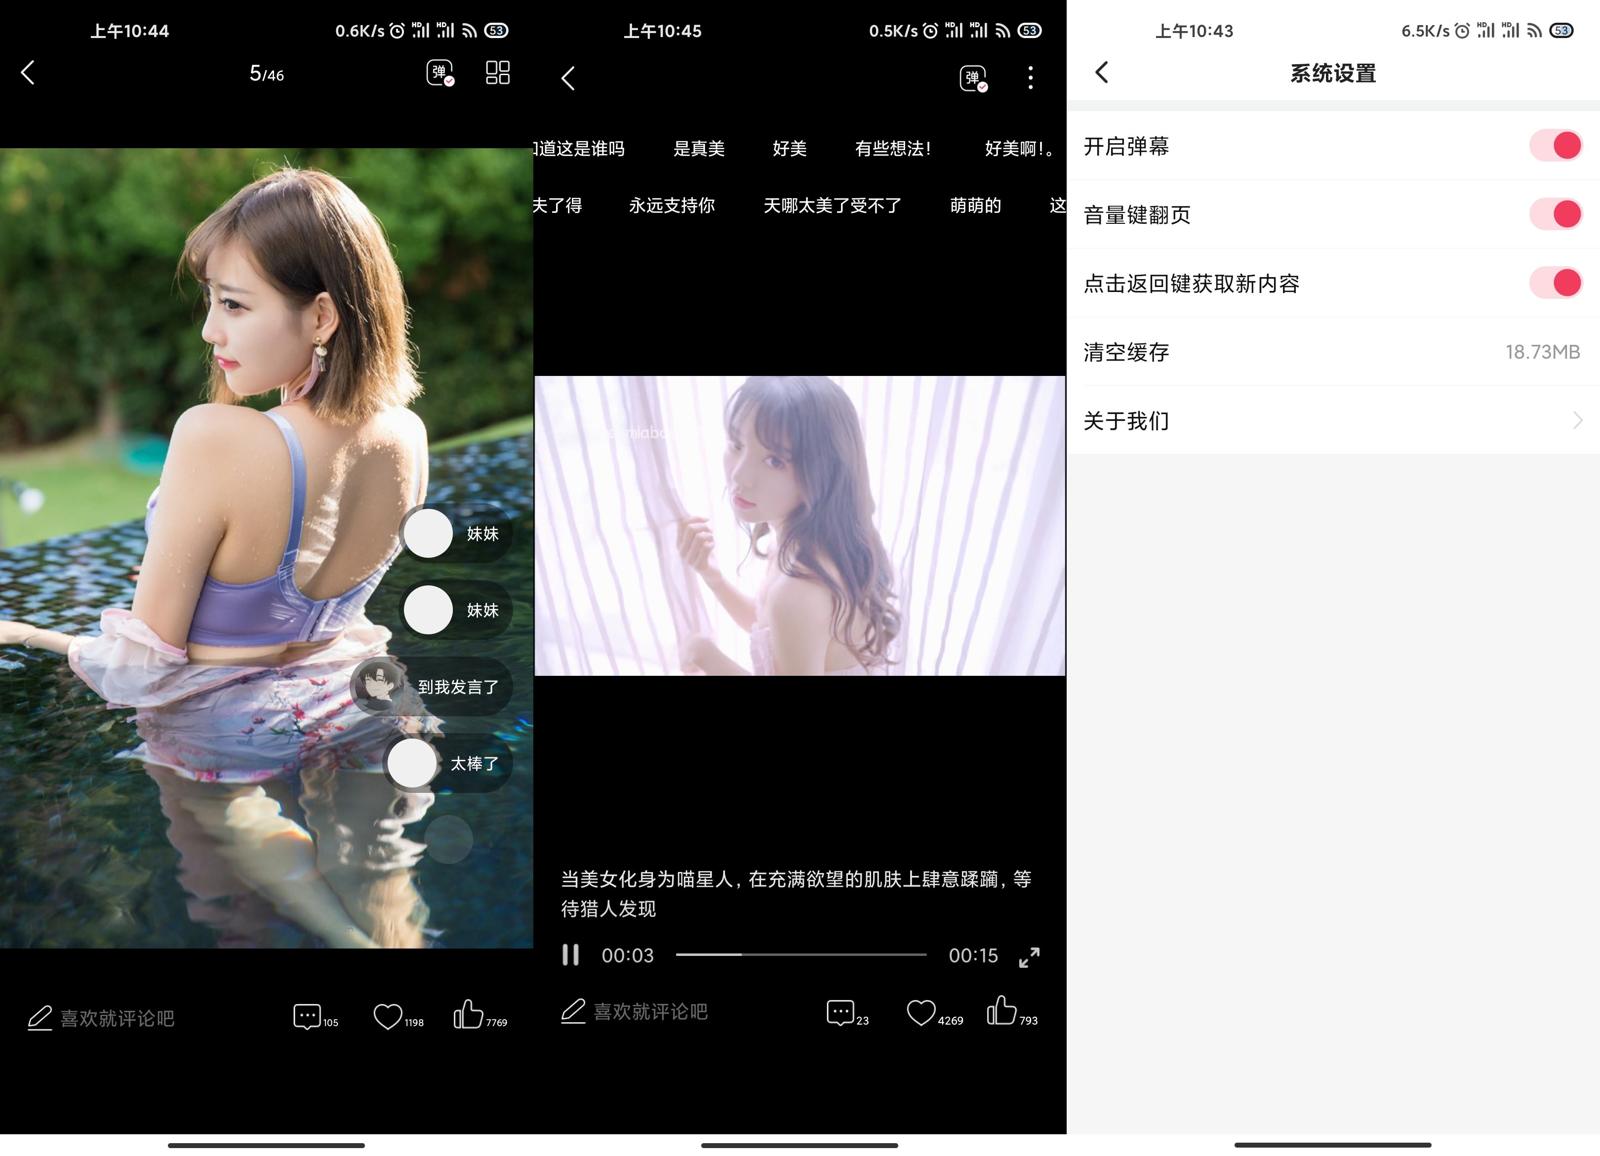 上午10:44
0.6K/s
HD
HD
53
5/46
弹
妹妹
妹妹
到我发言了
太棒了
喜欢就评论吧
105
1198
7769
上午10:45
0.5K/s
HD
HD
53
弹
道这是谁吗 是真美 好美 有些想法! 好美啊!。
夫了得 永远支持你 天哪太美了受不了 萌萌的 这
当美女化身为喵星人,在充满欲望的肌肤上肆意蹂躏,等
待猎人发现
00:03
00:15
喜欢就评论吧
23
4269
793
上午10:43
6.5K/s
HD
HD
53
系统设置
开启弹幕
音量键翻页
点击返回键获取新内容
清空缓存 18.73MB
关于我们